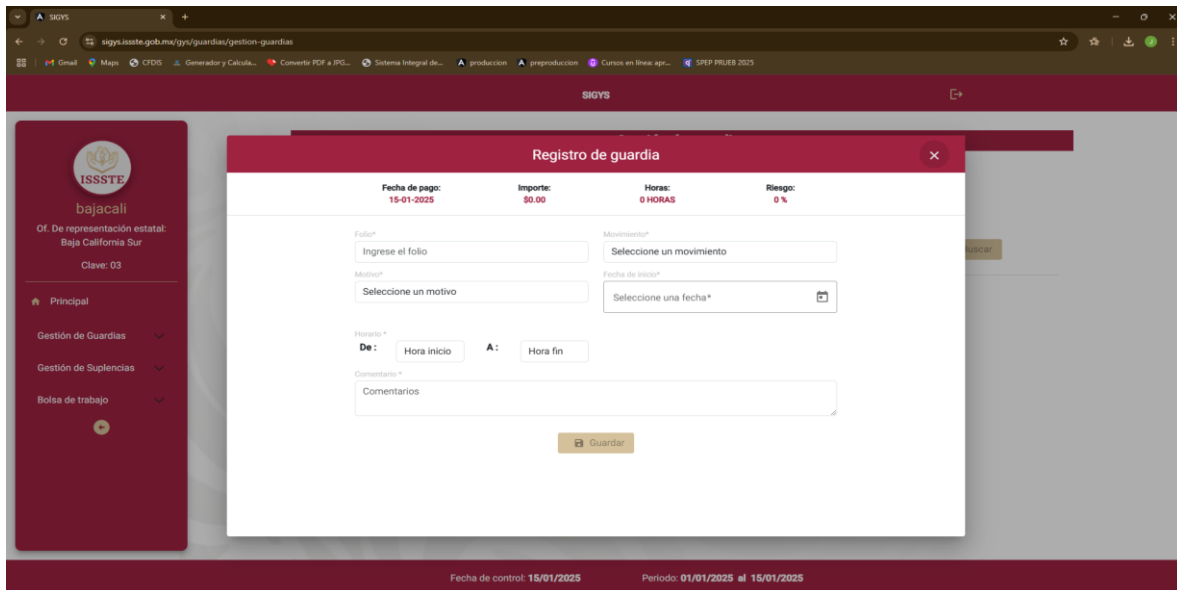 SIGYS
sigys.issste.gob.mx/gys/guardias/gestion-guardias
Gmail Maps CFDIS Generador y Calcula... Convertir PDF a JPG... Sistema Integral de... produccion preproduccion Cursos en línea: apr... SPEP PRUEB 2025
SIGYS
ISSSTE
bajacali
Of. De representación estatal:
Baja California Sur
Clave: 03
Principal
Gestión de Guardias
Gestión de Suplencias
Bolsa de trabajo
Registro de guardia
Fecha de pago: Importe: Horas: Riesgo:
15-01-2025 $0.00 0 HORAS 0 %
Folio* Movimiento*
Ingrese el folio Seleccione un movimiento
Motivo* Fecha de inicio*
Seleccione un motivo Seleccione una fecha*
Horario *
De : Hora inicio A : Hora fin
Comentario *
Comentarios
Guardar
uscar
Fecha de control: 15/01/2025 Periodo: 01/01/2025 al 15/01/2025